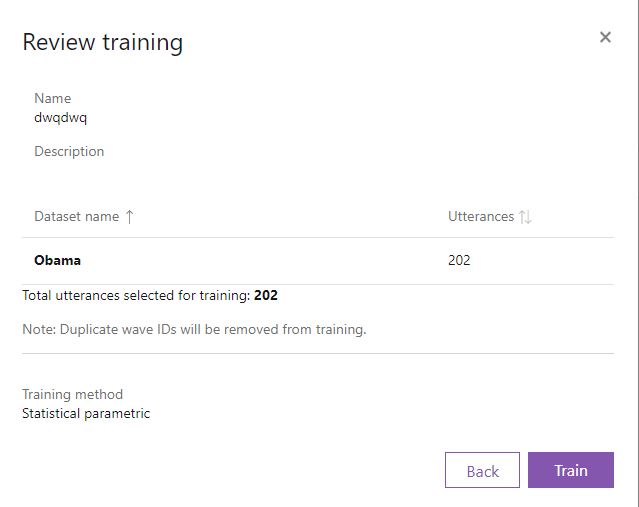 Review training
Name
dwqdwq
Description
Dataset name ↑ Utterances ↑↓
Obama 202
Total utterances selected for training: 202
Note: Duplicate wave IDs will be removed from training.
Training method
Statistical parametric
Back Train